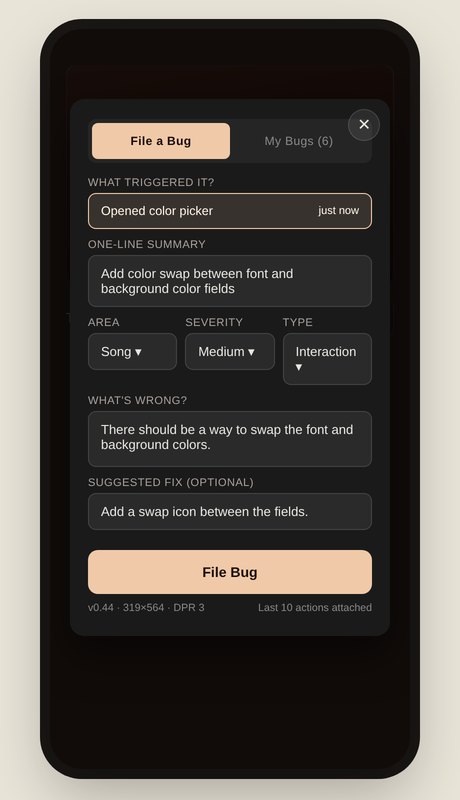 File a Bug
My Bugs (6)
✕
WHAT TRIGGERED IT?
Opened color picker
just now
ONE-LINE SUMMARY
Add color swap between font and
background color fields
AREA
SEVERITY
TYPE
Song ▾
Medium ▾
Interaction
▾
WHAT'S WRONG?
There should be a way to swap the font and
background colors.
SUGGESTED FIX (OPTIONAL)
Add a swap icon between the fields.
File Bug
v0.44 · 319×564 · DPR 3
Last 10 actions attached